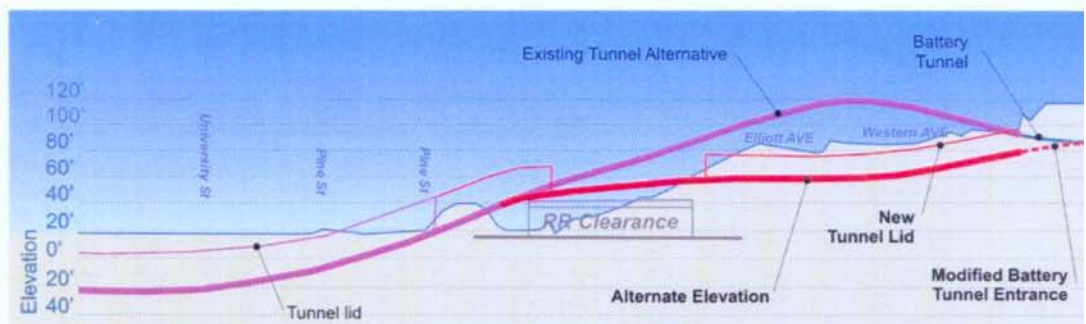 Existing Tunnel Alternative
Battery
Tunnel
120'
100'
80'
60'
40'
20'
0'
20'
40'
Elevation
University St
Pine St
Pine St
Elliott AVE
Western AVE
RR Clearance
New
Tunnel Lid
Tunnel lid
Alternate Elevation
Modified Battery
Tunnel Entrance